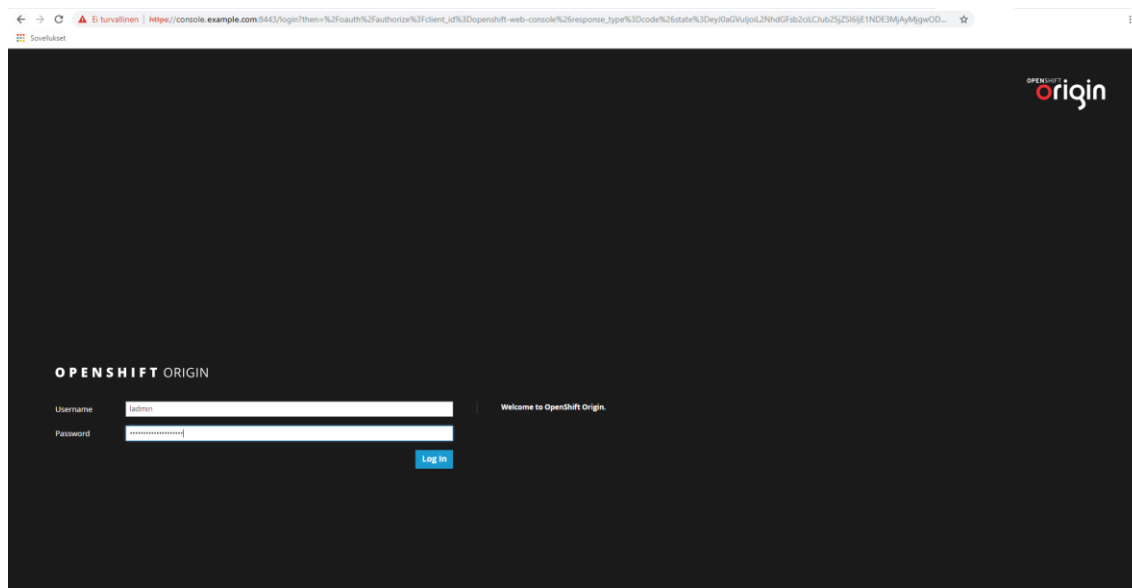 Ei turvallinen | https://console.example.com:8443/login?then=%2Foauth%2Fauthorize%3Fclient_id%3Dopenshift-web-console%26response_type%3Dcode%26state%3DeyJ0aGVuIjoiL2NhdGFsb2ciLCJub25jZSI6IjE1NDE3MjAyMjgwOD...
Sovellukset
OPENSHIFT
origin
OPENSHIFT ORIGIN
Username
ladmin
Welcome to OpenShift Origin.
Password
Log In